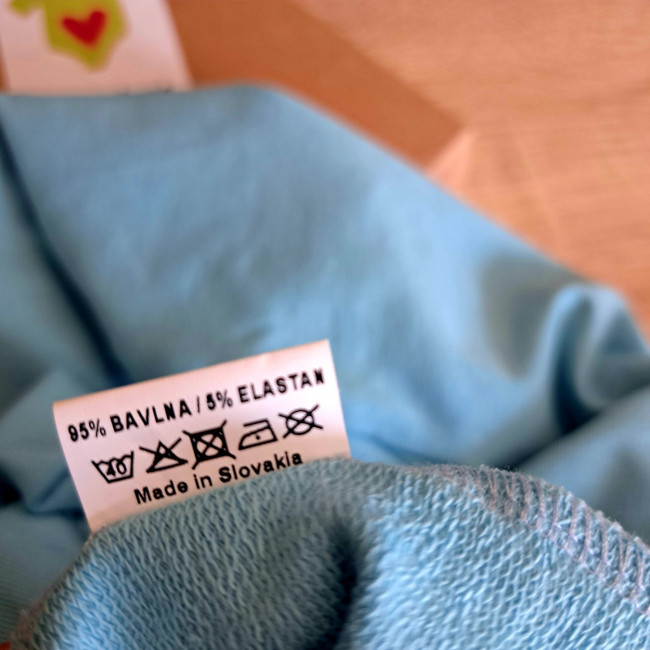 95% BAVLNA / 5% ELASTAN
Made in Slovakia